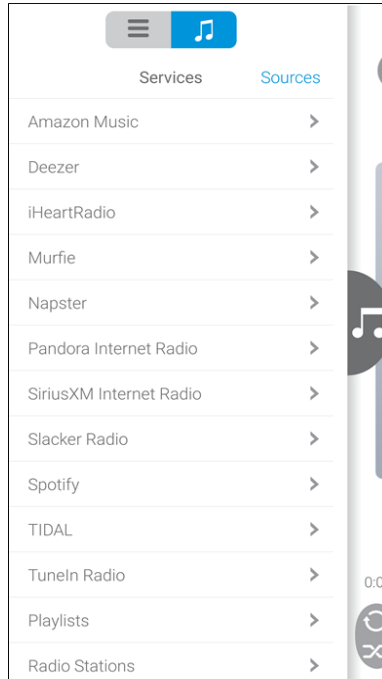 Services Sources
Amazon Music
Deezer
iHeartRadio
Murfie
Napster
Pandora Internet Radio
SiriusXM Internet Radio
Slacker Radio
Spotify
TIDAL
TuneIn Radio
Playlists
Radio Stations